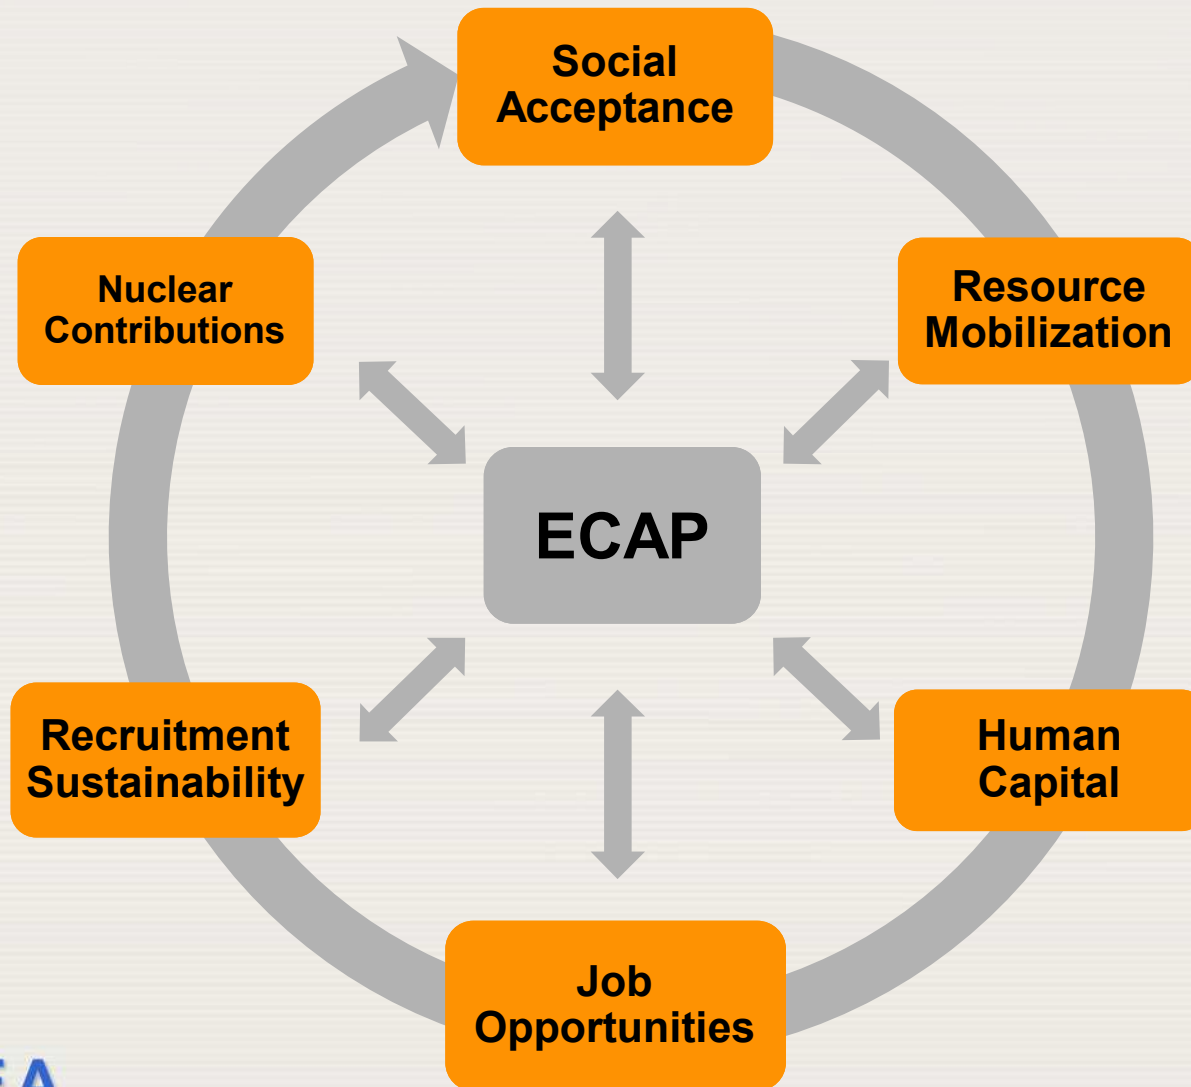 Social
Acceptance
Nuclear
Contributions
Resource
Mobilization
ECAP
Recruitment
Sustainability
Human
Capital
Job
Opportunities